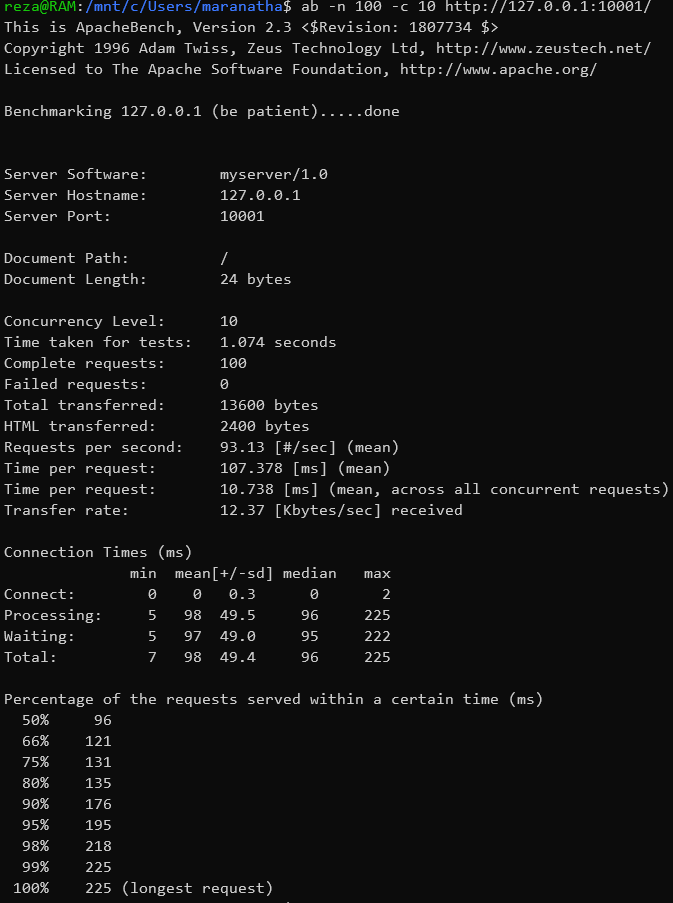 reza@RAM:/mnt/c/Users/maranatha$ ab -n 100 -c 10 http://127.0.0.1:10001/
This is ApacheBench, Version 2.3 <$Revision: 1807734 $>
Copyright 1996 Adam Twiss, Zeus Technology Ltd, http://www.zeustech.net/
Licensed to The Apache Software Foundation, http://www.apache.org/

Benchmarking 127.0.0.1 (be patient).....done


Server Software:        myserver/1.0
Server Hostname:        127.0.0.1
Server Port:            10001

Document Path:          /
Document Length:        24 bytes

Concurrency Level:      10
Time taken for tests:   1.074 seconds
Complete requests:      100
Failed requests:        0
Total transferred:      13600 bytes
HTML transferred:       2400 bytes
Requests per second:    93.13 [#/sec] (mean)
Time per request:       107.378 [ms] (mean)
Time per request:       10.738 [ms] (mean, across all concurrent requests)
Transfer rate:          12.37 [Kbytes/sec] received

Connection Times (ms)
              min  mean[+/-sd] median   max
Connect:        0    0   0.3      0       2
Processing:     5   98  49.5     96     225
Waiting:        5   97  49.0     95     222
Total:          7   98  49.4     96     225

Percentage of the requests served within a certain time (ms)
  50%     96
  66%    121
  75%    131
  80%    135
  90%    176
  95%    195
  98%    218
  99%    225
 100%    225 (longest request)